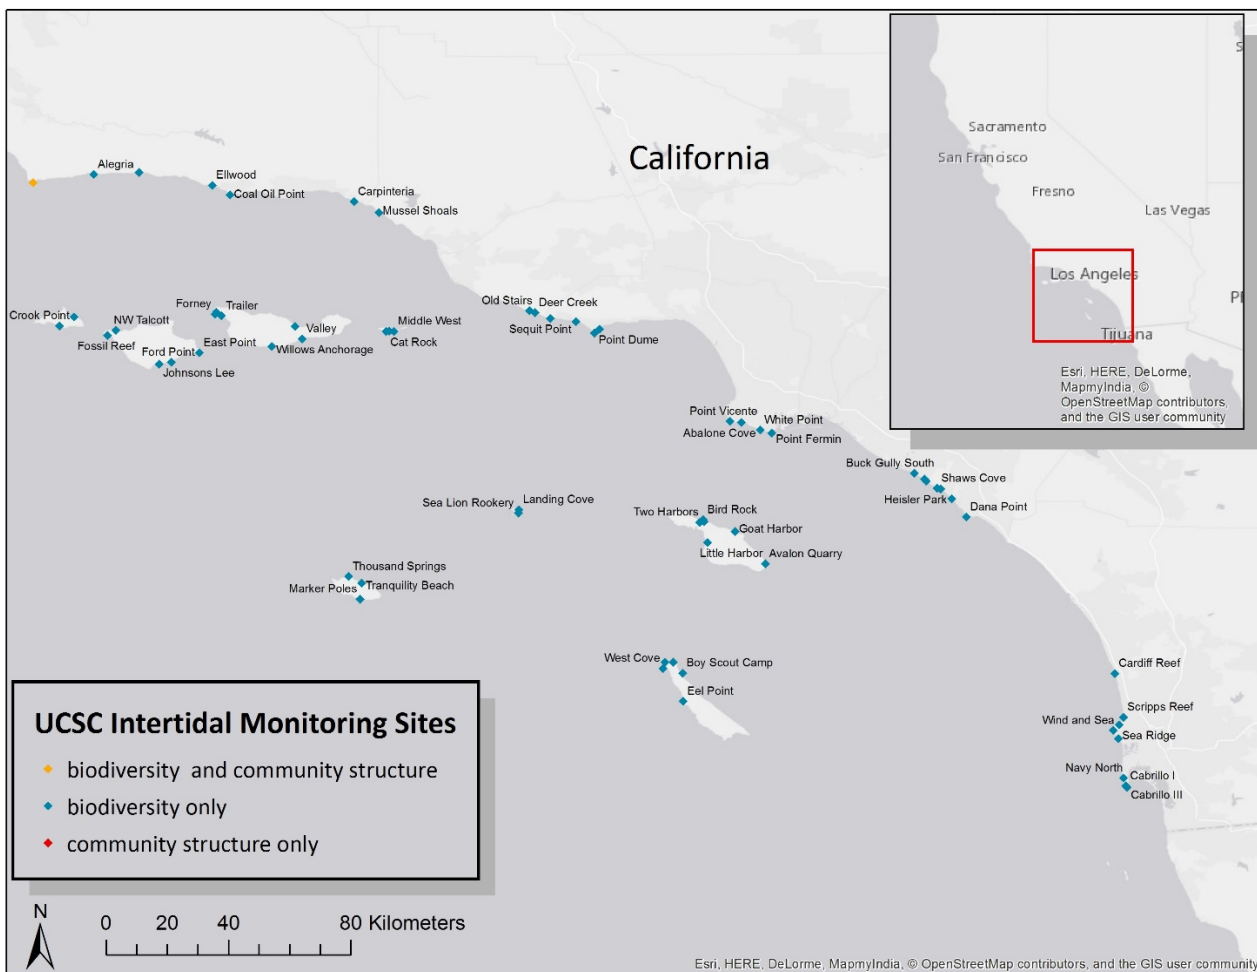 California
Alegria
Ellwood
Coal Oil Point
Carpinteria
Mussel Shoals
Crook Point
NW Talcott
Fossil Reef
Ford Point
Johnsons Lee
East Point
Forney
Trailer
Valley
Willows Anchorage
Middle West
Cat Rock
Old Stairs
Deer Creek
Sequit Point
Point Dume
Point Vicente
White Point
Abalone Cove
Point Fermin
Buck Gully South
Shaws Cove
Heisler Park
Dana Point
Sea Lion Rookery
Landing Cove
Two Harbors
Bird Rock
Goat Harbor
Little Harbor
Avalon Quarry
Thousand Springs
Marker Poles
Tranquility Beach
West Cove
Boy Scout Camp
Eel Point
Cardiff Reef
Scripps Reef
Wind and Sea
Sea Ridge
Navy North
Cabrillo I
Cabrillo III
Sacramento
San Francisco
Fresno
Las Vegas
Los Angeles
Tijuana
Esri, HERE, DeLorme,
MapmyIndia, ©
OpenStreetMap contributors,
and the GIS user community
UCSC Intertidal Monitoring Sites
biodiversity and community structure
biodiversity only
community structure only
N
0 20 40 80 Kilometers
Esri, HERE, DeLorme, MapmyIndia, © OpenStreetMap contributors, and the GIS user community